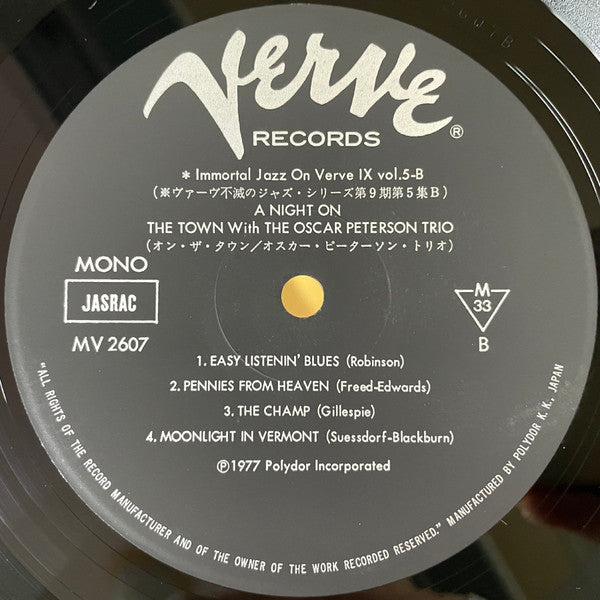 Verve
RECORDS ®
* Immortal Jazz On Verve IX vol.5-B
(※ヴァーヴ不滅のジャズ・シリーズ第9期第5集B)
A NIGHT ON
THE TOWN With THE OSCAR PETERSON TRIO
(オン・ザ・タウン/オスカー・ピーターソン・トリオ)
MONO
JASRAC
MV 2607
M
33
B
1. EASY LISTENIN' BLUES (Robinson)
2. PENNIES FROM HEAVEN (Freed-Edwards)
3. THE CHAMP (Gillespie)
4. MOONLIGHT IN VERMONT (Suessdorf-Blackburn)
℗1977 Polydor Incorporated
"ALL RIGHTS OF THE RECORD MANUFACTURER AND OF THE OWNER OF THE WORK RECORDED RESERVED." MANUFACTURED BY POLYDOR K. K., JAPAN